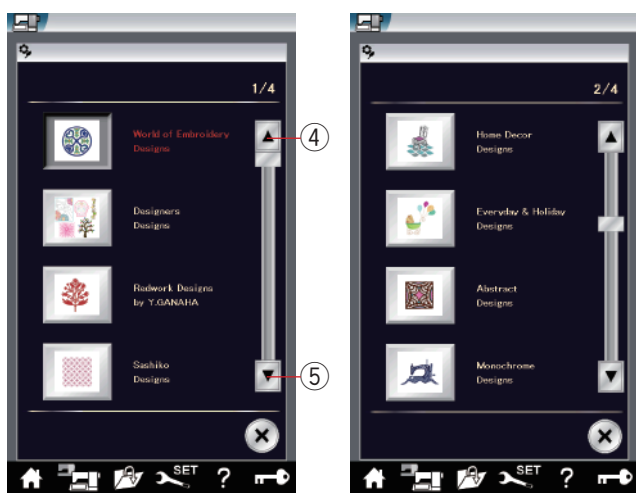 1/4
World of Embroidery
Designs
④
Designers
Designs
Redwork Designs
by Y.GANAHA
Sashiko
Designs
⑤
SET
?
2/4
Home Decor
Designs
Everyday & Holiday
Designs
Abstract
Designs
Monochrome
Designs
SET
?